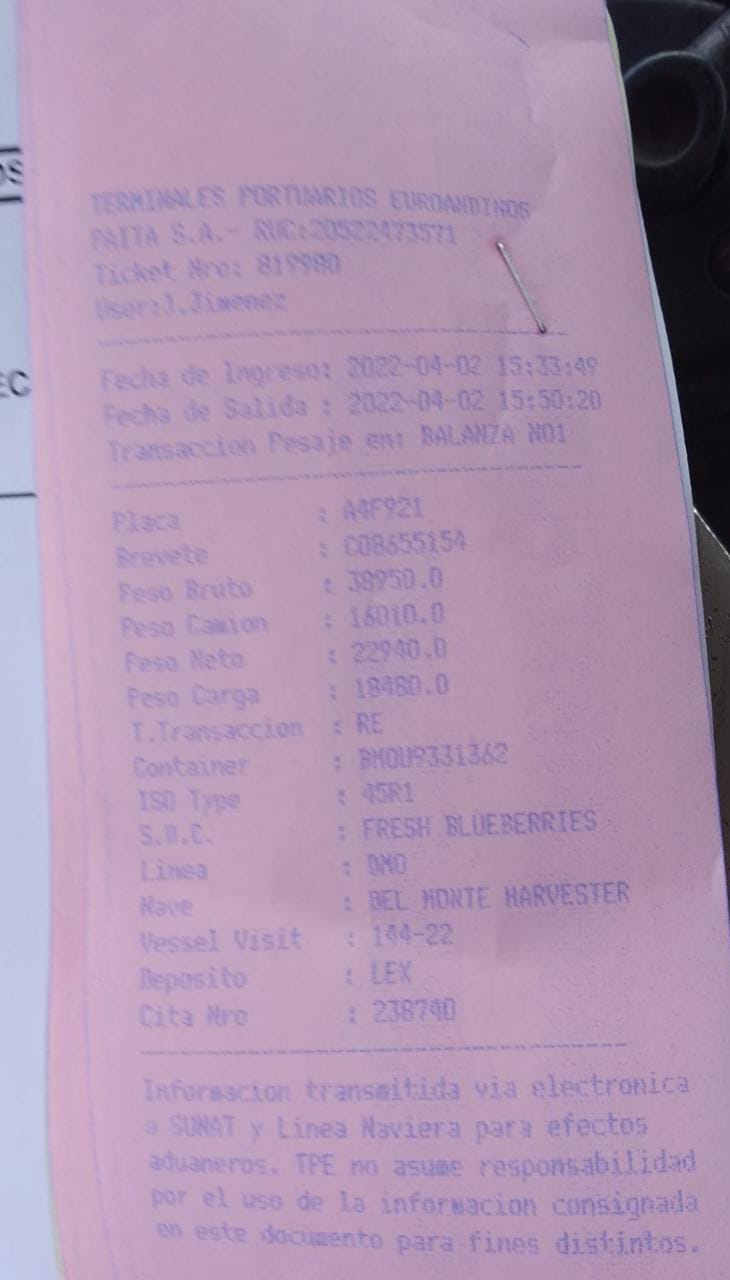 TERMINALES PORTUARIOS EUROANDINOS
PAITA S.A.- RUC:20522473571
Ticket Nro: 819980
User:J.Jimenez
Fecha de Ingreso: 2022-04-02 15:33:49
Fecha de Salida : 2022-04-02 15:50:20
Transaccion Pesaje en: BALANZA NO1
Placa : A4F921
Brevete : C08655154
Peso Bruto : 38950.0
Peso Camion : 16010.0
Peso Neto : 22940.0
Peso Carga : 18480.0
T.Transaccion : RE
Container : BMOU9331362
ISO Type : 45R1
: FRESH BLUEBERRIES
Linea : DMO
Nave : DEL MONTE HARVESTER
Vessel Visit : 144-22
Deposito : LEX
Cita Nro : 238740
Informacion transmitida via electronica
a SUNAT y Linea Naviera para efectos
aduaneros. TPE no asume responsabilidad
por el uso de la informacion consignada
en este documento para fines distintos.